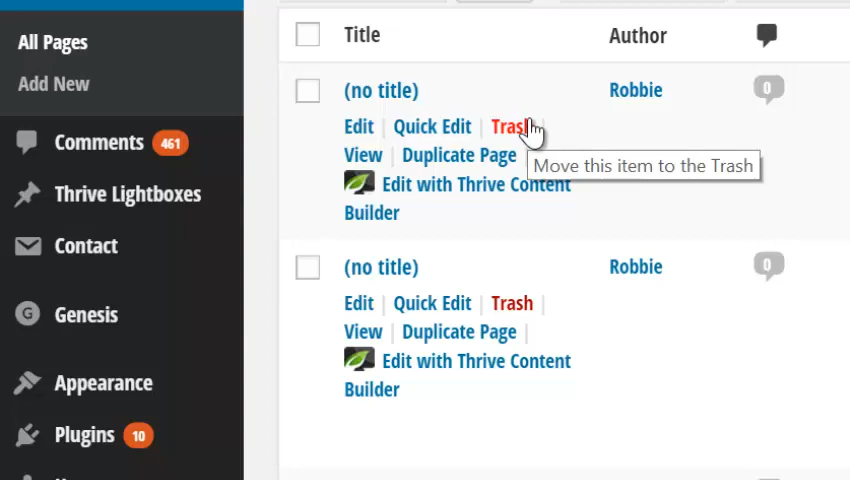 All Pages
Add New
Comments 461
Thrive Lightboxes
Contact
G Genesis
Appearance
Plugins 10
Title Author
(no title) Robbie 0
Edit | Quick Edit | Trash |
View | Duplicate Page
Move this item to the Trash
Edit with Thrive Content
Builder
(no title) Robbie 0
Edit | Quick Edit | Trash |
View | Duplicate Page |
Edit with Thrive Content
Builder